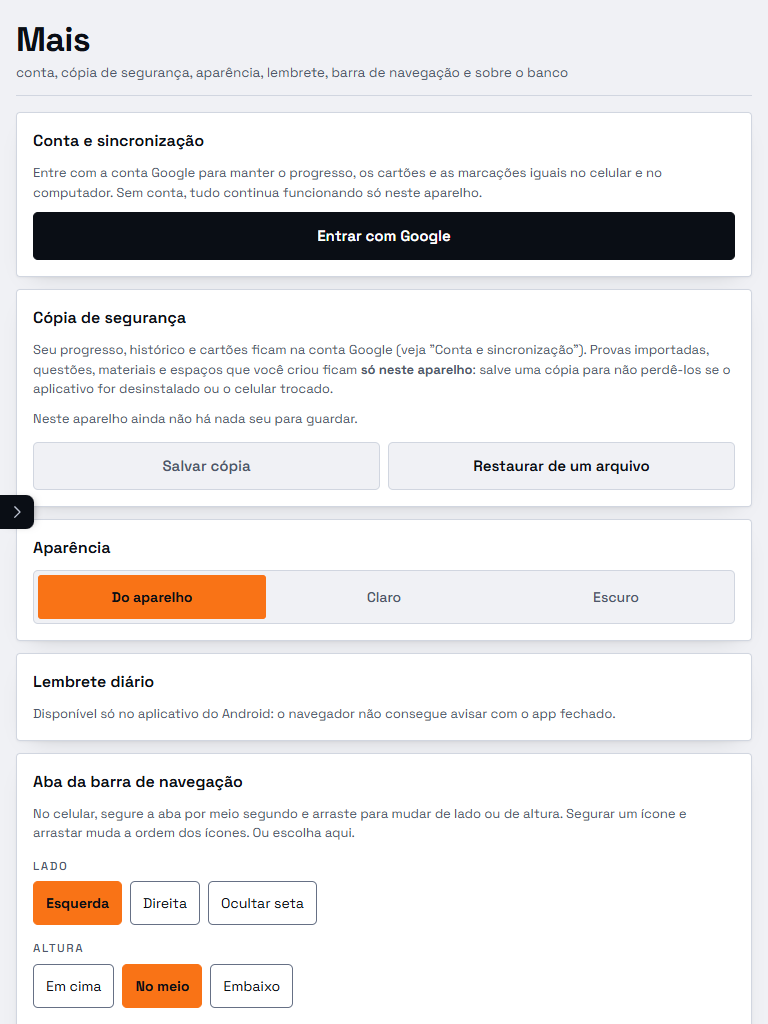 Mais
conta, cópia de segurança, aparência, lembrete, barra de navegação e sobre o banco
Conta e sincronização
Entre com a conta Google para manter o progresso, os cartões e as marcações iguais no celular e no
computador. Sem conta, tudo continua funcionando só neste aparelho.
Entrar com Google
Cópia de segurança
Seu progresso, histórico e cartões ficam na conta Google (veja "Conta e sincronização"). Provas importadas,
questões, materiais e espaços que você criou ficam só neste aparelho: salve uma cópia para não perdê-los se o
aplicativo for desinstalado ou o celular trocado.
Neste aparelho ainda não há nada seu para guardar.
Salvar cópia
Restaurar de um arquivo
Aparência
Do aparelho
Claro
Escuro
Lembrete diário
Disponível só no aplicativo do Android: o navegador não consegue avisar com o app fechado.
Aba da barra de navegação
No celular, segure a aba por meio segundo e arraste para mudar de lado ou de altura. Segurar um ícone e
arrastar muda a ordem dos ícones. Ou escolha aqui.
LADO
Esquerda
Direita
Ocultar seta
ALTURA
Em cima
No meio
Embaixo